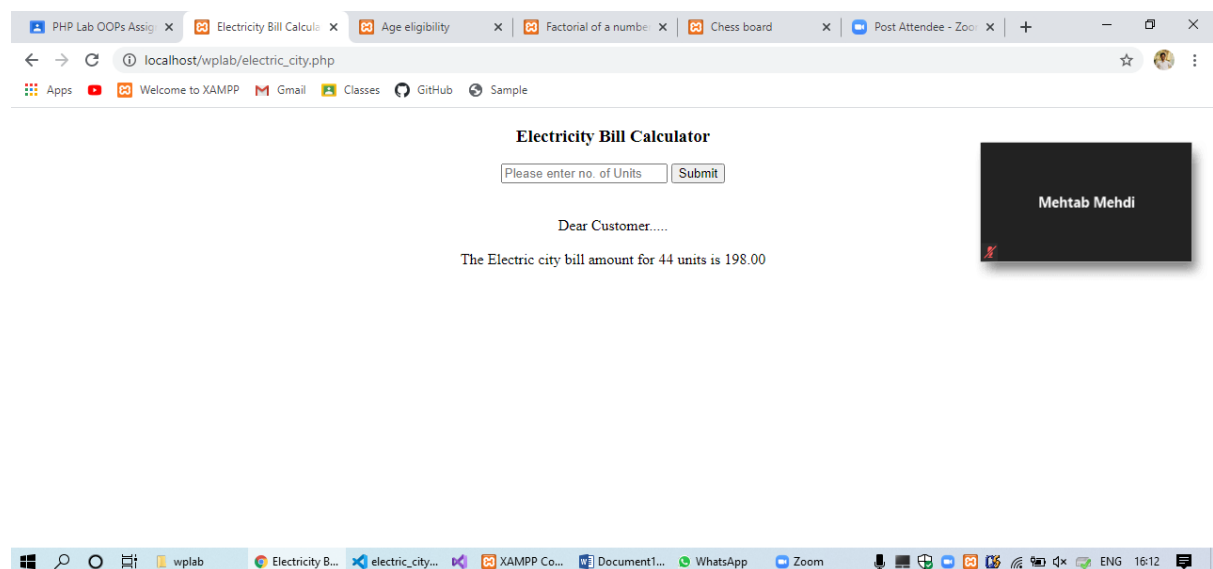 PHP Lab OOPs Assig
Electricity Bill Calcula
Age eligibility
Factorial of a number
Chess board
Post Attendee - Zoor
localhost/wplab/electric_city.php
Apps
Welcome to XAMPP
Gmail
Classes
GitHub
Sample
Electricity Bill Calculator
Please enter no. of Units Submit
Mehtab Mehdi
Dear Customer.....
The Electric city bill amount for 44 units is 198.00
wplab
Electricity B...
electric_city...
XAMPP Co...
Document1...
WhatsApp
Zoom
ENG
16:12